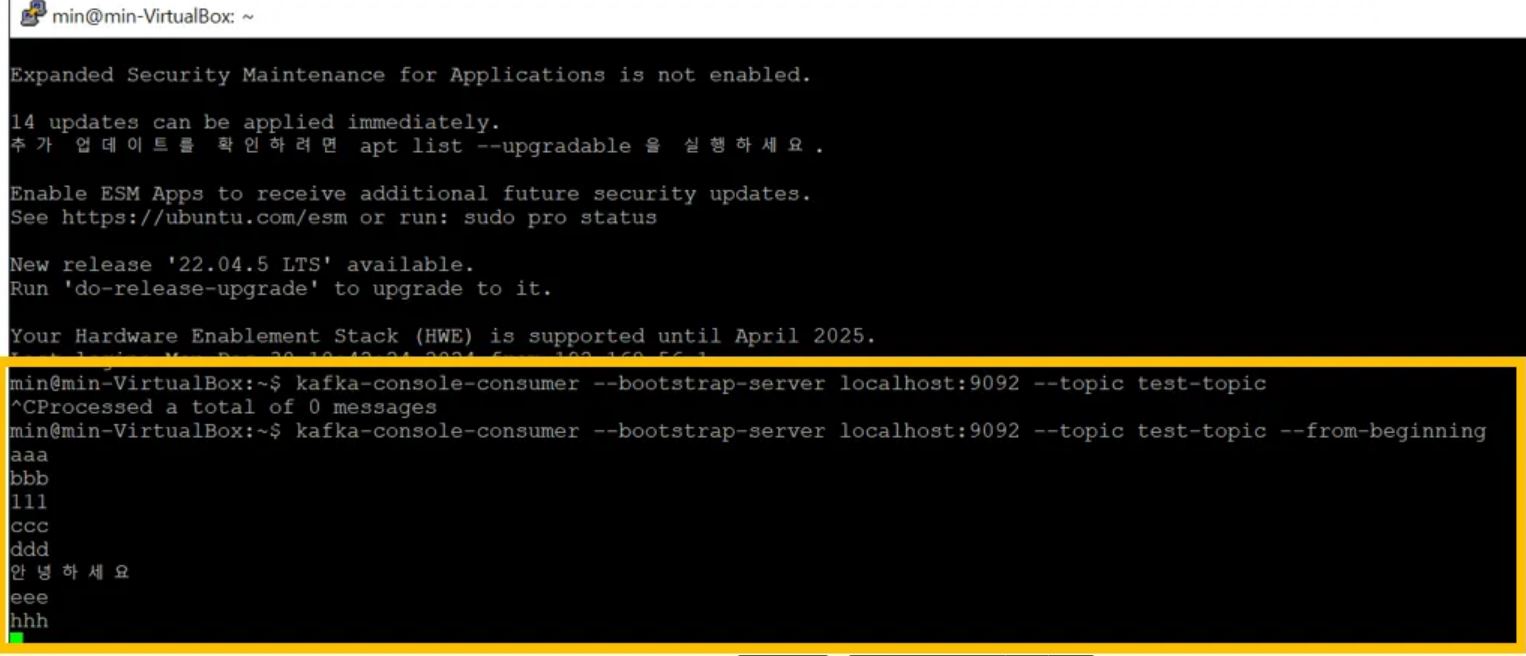 min@min-VirtualBox: ~
Expanded Security Maintenance for Applications is not enabled.
14 updates can be applied immediately.
추가 업데이트를 확인하려면 apt list --upgradable 을 실행하세요.
Enable ESM Apps to receive additional future security updates.
See https://ubuntu.com/esm or run: sudo pro status
New release '22.04.5 LTS' available.
Run 'do-release-upgrade' to upgrade to it.
Your Hardware Enablement Stack (HWE) is supported until April 2025.
min@min-VirtualBox:~$ kafka-console-consumer --bootstrap-server localhost:9092 --topic test-topic
^CProcessed a total of 0 messages
min@min-VirtualBox:~$ kafka-console-consumer --bootstrap-server localhost:9092 --topic test-topic --from-beginning
aaa
bbb
111
ccc
ddd
안녕하세요
eee
hhh